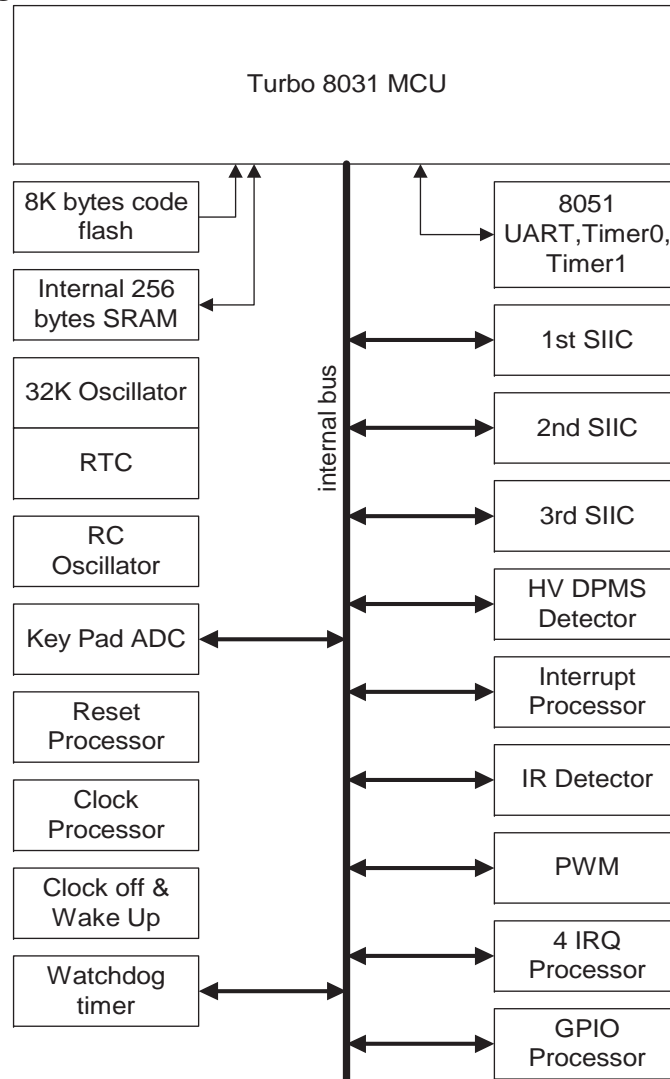 Turbo 8031 MCU
8K bytes code
flash
Internal 256
bytes SRAM
32K Oscillator
RTC
RC
Oscillator
Key Pad ADC
Reset
Processor
Clock
Processor
Clock off &
Wake Up
Watchdog
timer
internal bus
8051
UART,Timer0,
Timer1
1st SIIC
2nd SIIC
3rd SIIC
HV DPMS
Detector
Interrupt
Processor
IR Detector
PWM
4 IRQ
Processor
GPIO
Processor